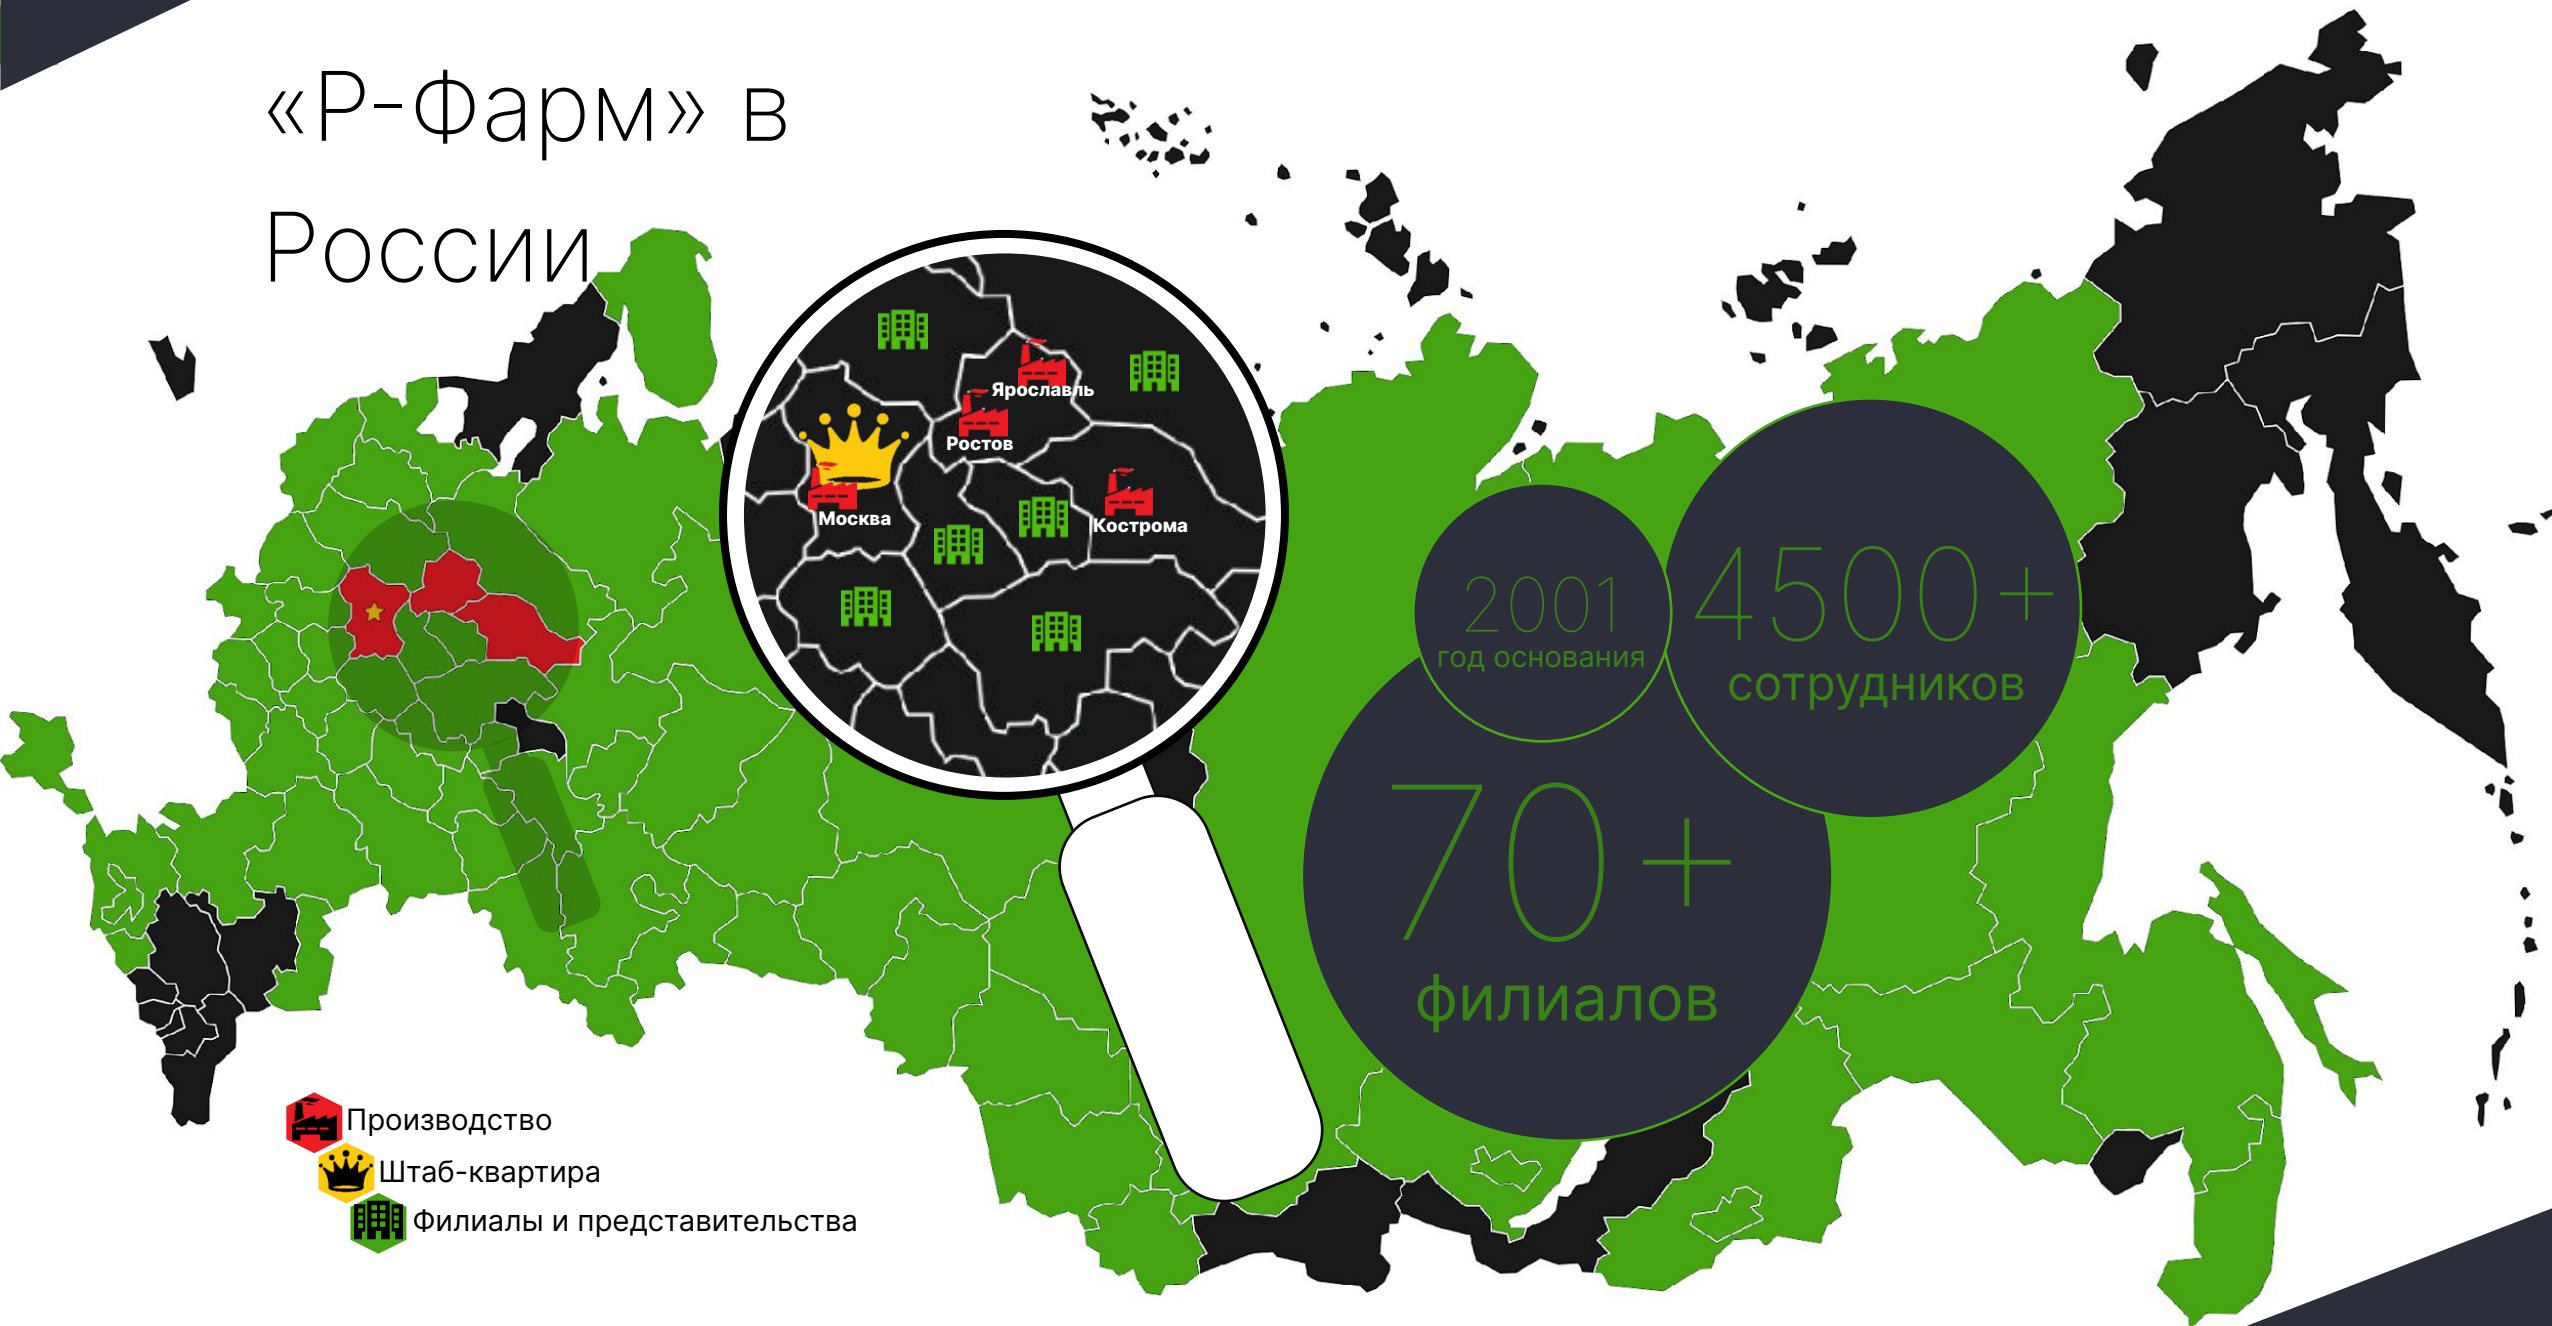 «Р-Фарм» в
России
Ярославль
Ростов
Москва
Кострома
2001
год основания
4500+
сотрудников
70+
филиалов
Производство
Штаб-квартира
Филиалы и представительства